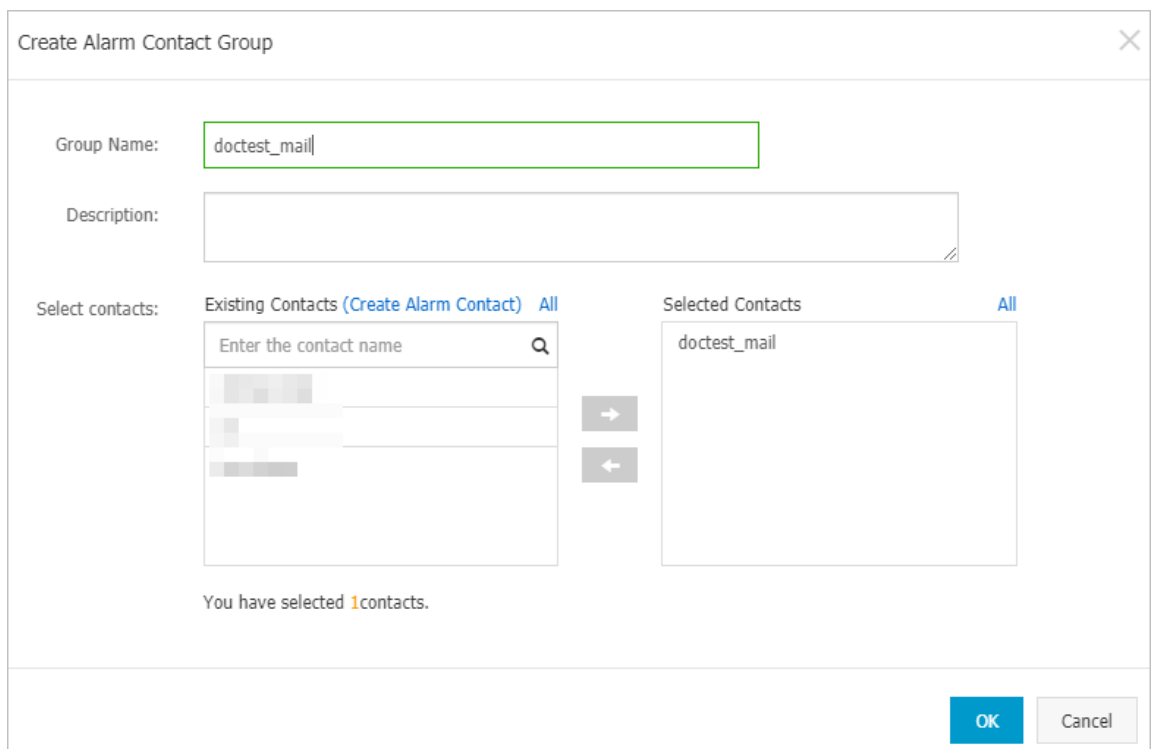 Create Alarm Contact Group
Group Name: doctest_mail
Description:
Select contacts: Existing Contacts (Create Alarm Contact) All Selected Contacts All
Enter the contact name doctest_mail
You have selected 1contacts.
OK Cancel